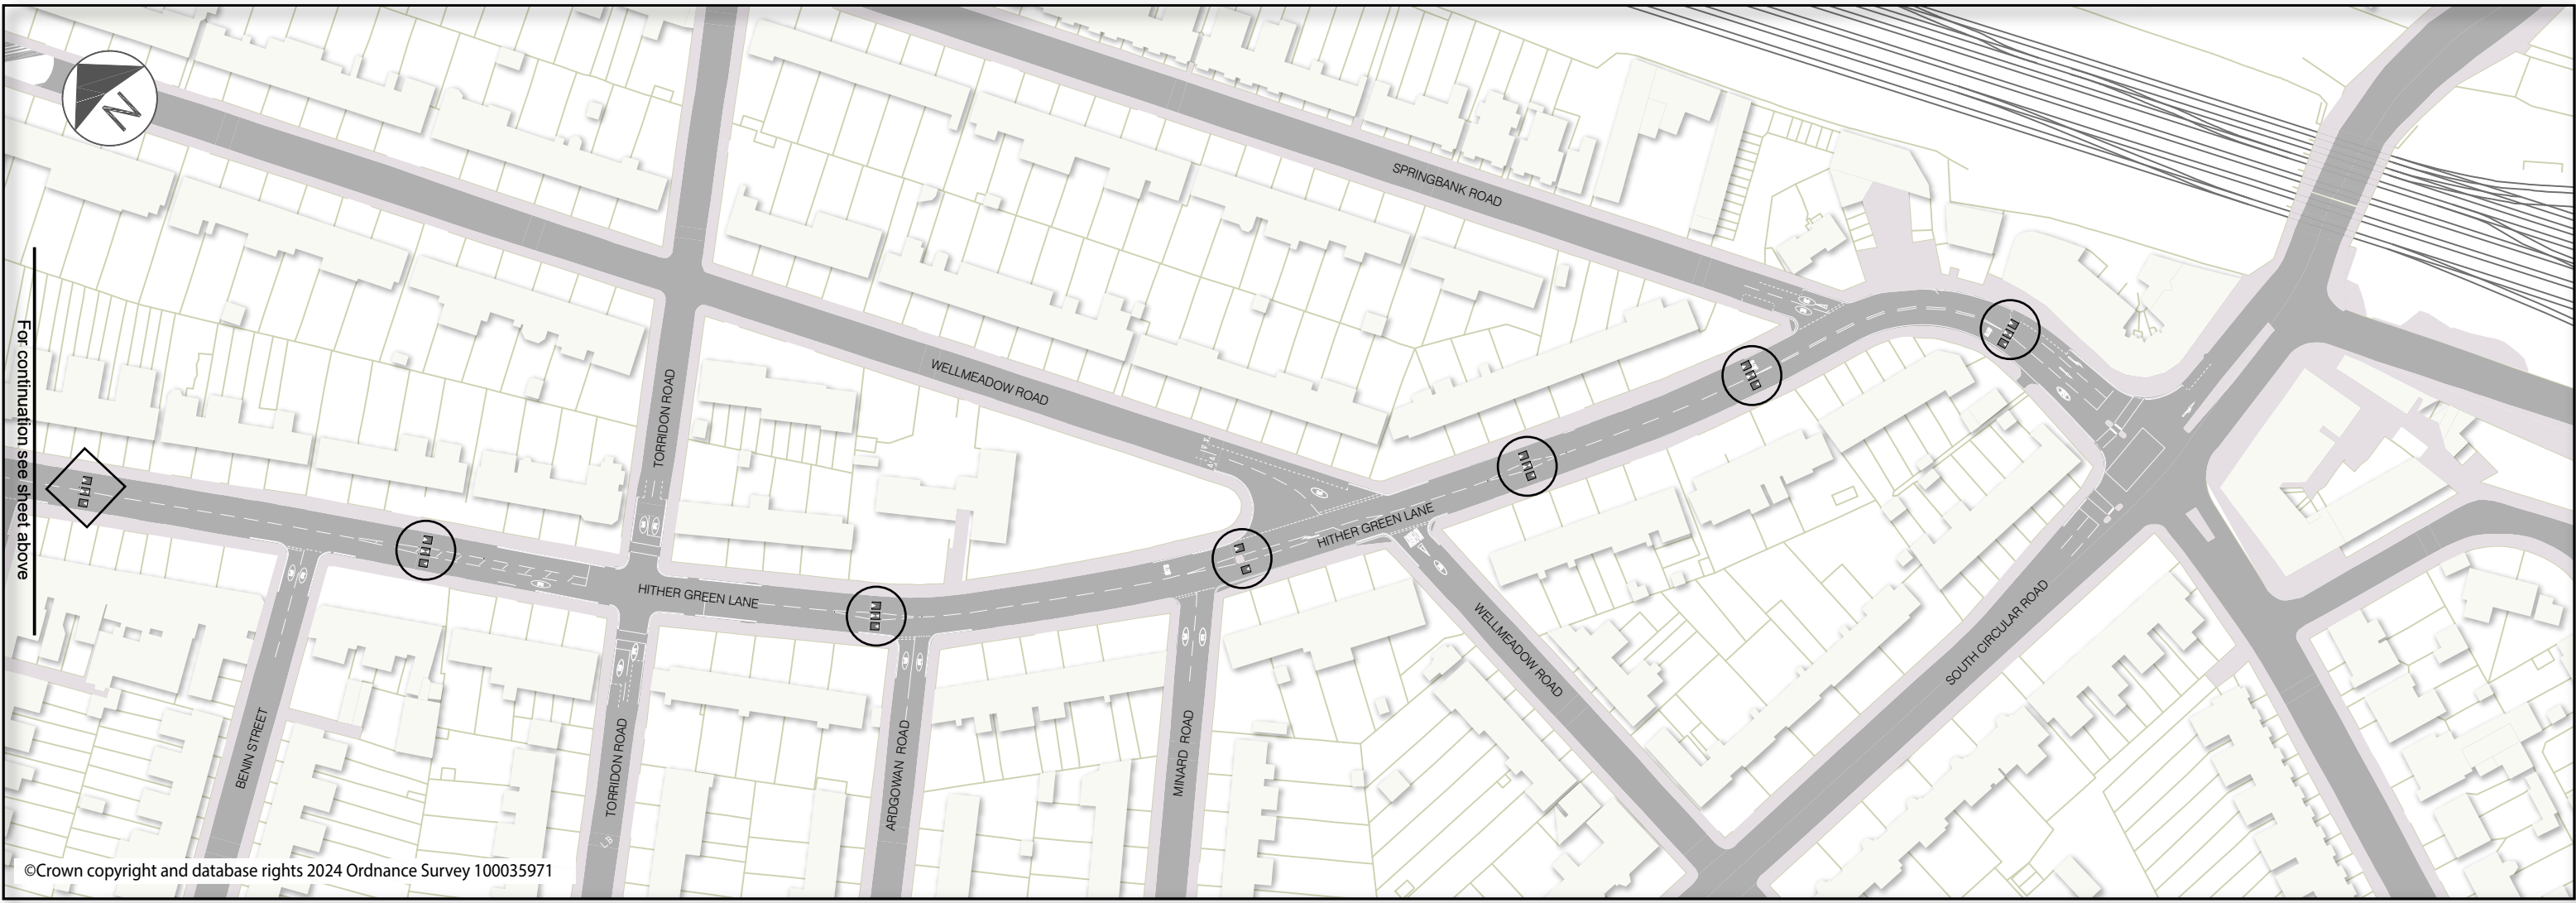 N
SPRINGBANK ROAD
WELLMEADOW ROAD
TORRIDON ROAD
For continuation see sheet above
HITHER GREEN LANE
HITHER GREEN LANE
WELLMEADOW ROAD
SOUTH CIRCULAR ROAD
BENIN STREET
TORRIDON ROAD
ARDGOWAN ROAD
MINARD ROAD
LB
©Crown copyright and database rights 2024 Ordnance Survey 100035971